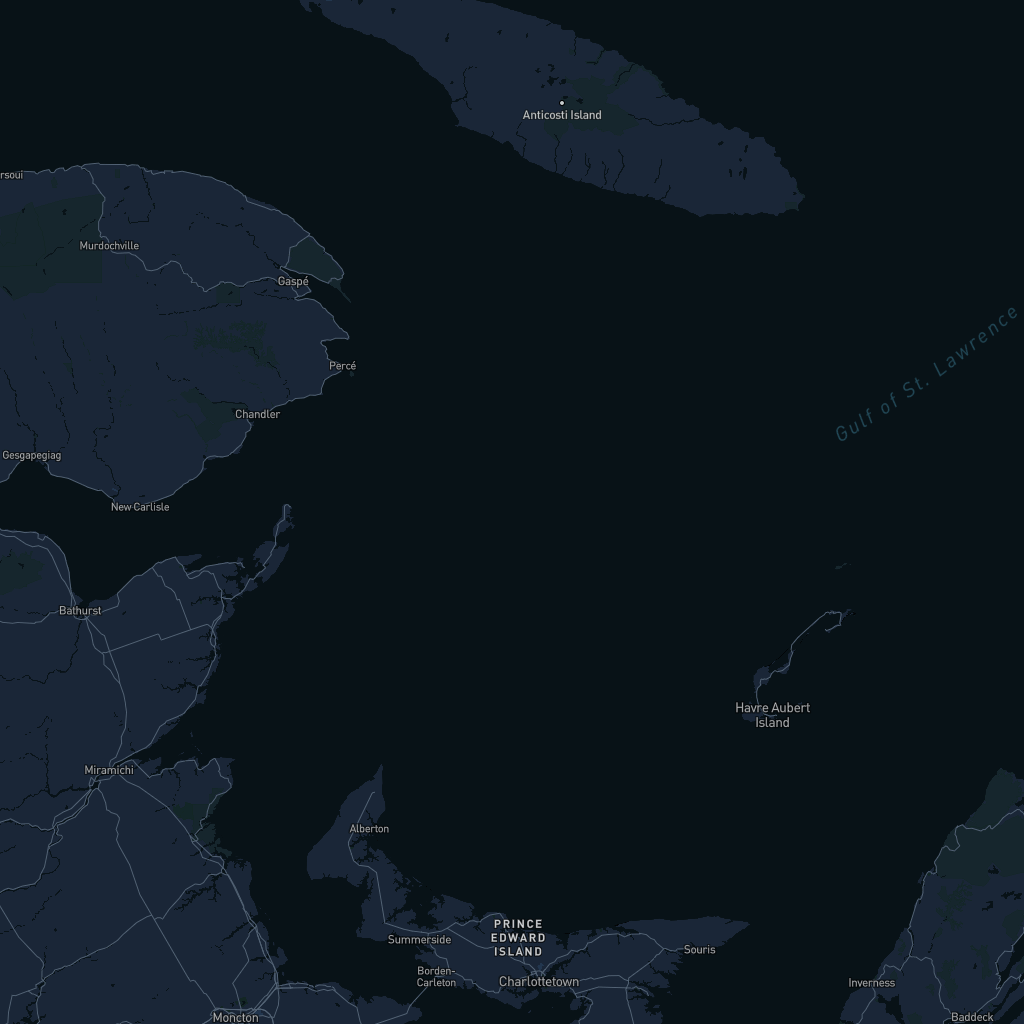 Anticosti Island
rsoui
Murdochville
Gaspé
Gulf of St. Lawrence
Percé
Chandler
Gesgapegiag
New Carlisle
Bathurst
Havre Aubert
Island
Miramichi
Alberton
PRINCE
EDWARD
ISLAND
Summerside
Souris
Borden-
Carleton
Charlottetown
Inverness
Moncton
Baddeck